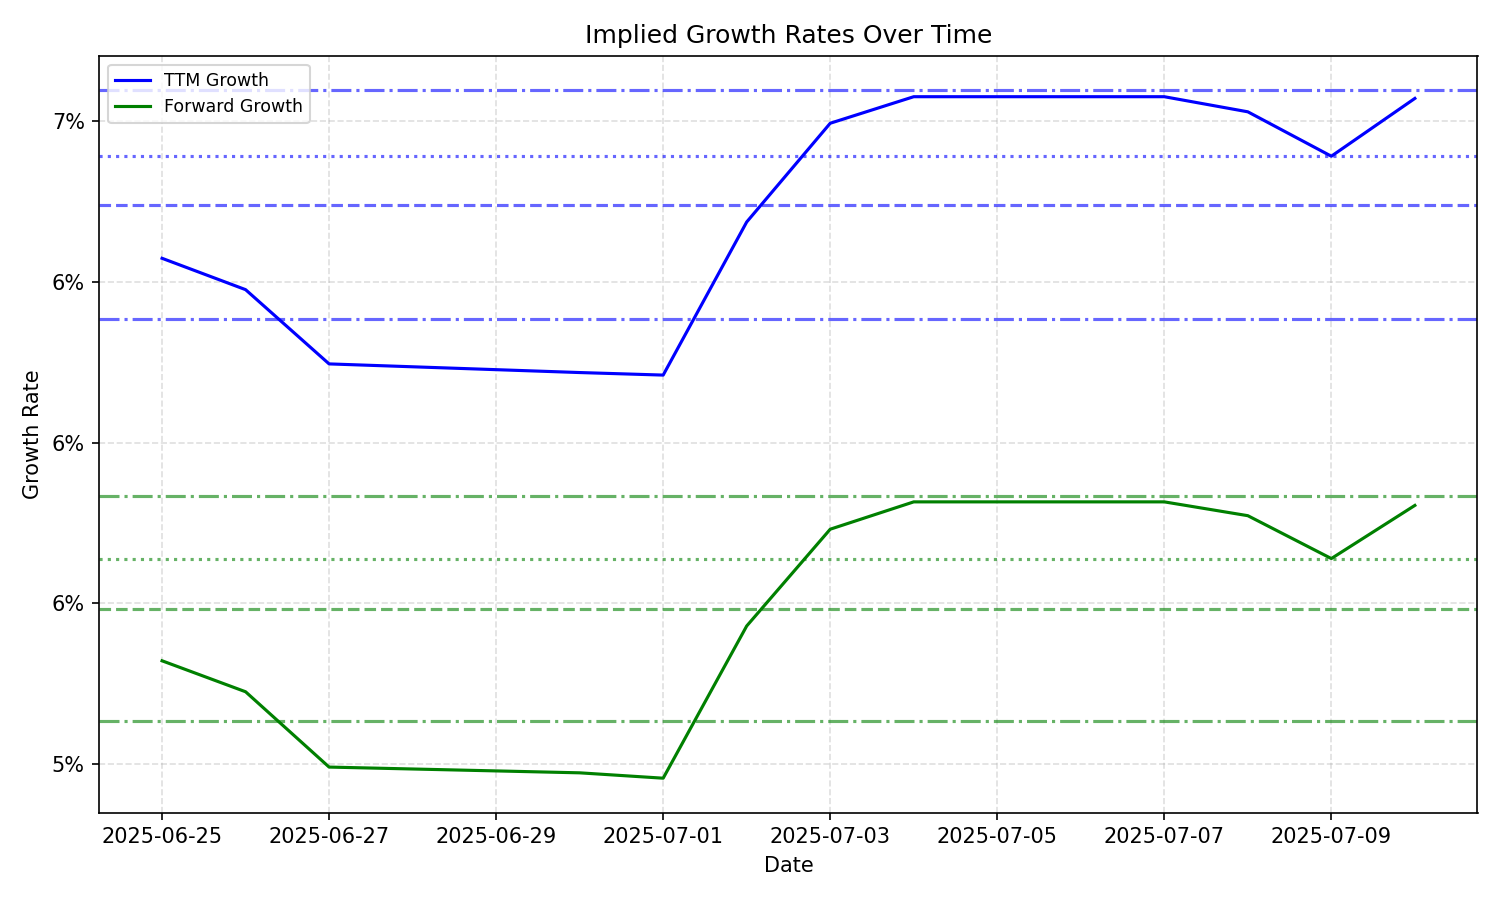 Implied Growth Rates Over Time
TTM Growth
Forward Growth
7%
6%
6%
6%
5%
Growth Rate
2025-06-25 2025-06-27 2025-06-29 2025-07-01 2025-07-03 2025-07-05 2025-07-07 2025-07-09
Date